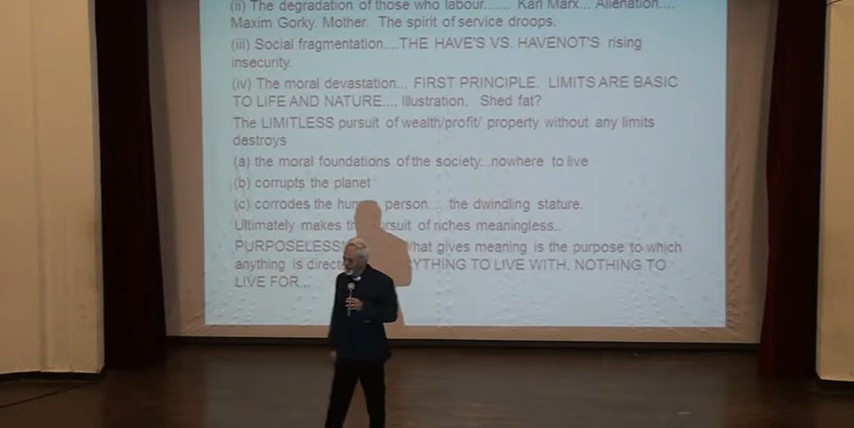 (ii) The degradation of those who labour....... Karl Marx... Alienation....
Maxim Gorky. Mother. The spirit of service droops.
(iii) Social fragmentation....THE HAVE'S VS. HAVENOT'S rising
insecurity.
(iv) The moral devastation... FIRST PRINCIPLE. LIMITS ARE BASIC
TO LIFE AND NATURE.... Illustration. Shed fat?
The LIMITLESS pursuit of wealth/profit/ property without any limits
destroys
(a) the moral foundations of the society...nowhere to live
(b) corrupts the planet
(c) corrodes the person.... the dwindling stature.
Ultimately makes of riches meaningless..
gives meaning is the purpose to which
anything is TO LIVE WITH, NOTHING TO
LIVE FOR...